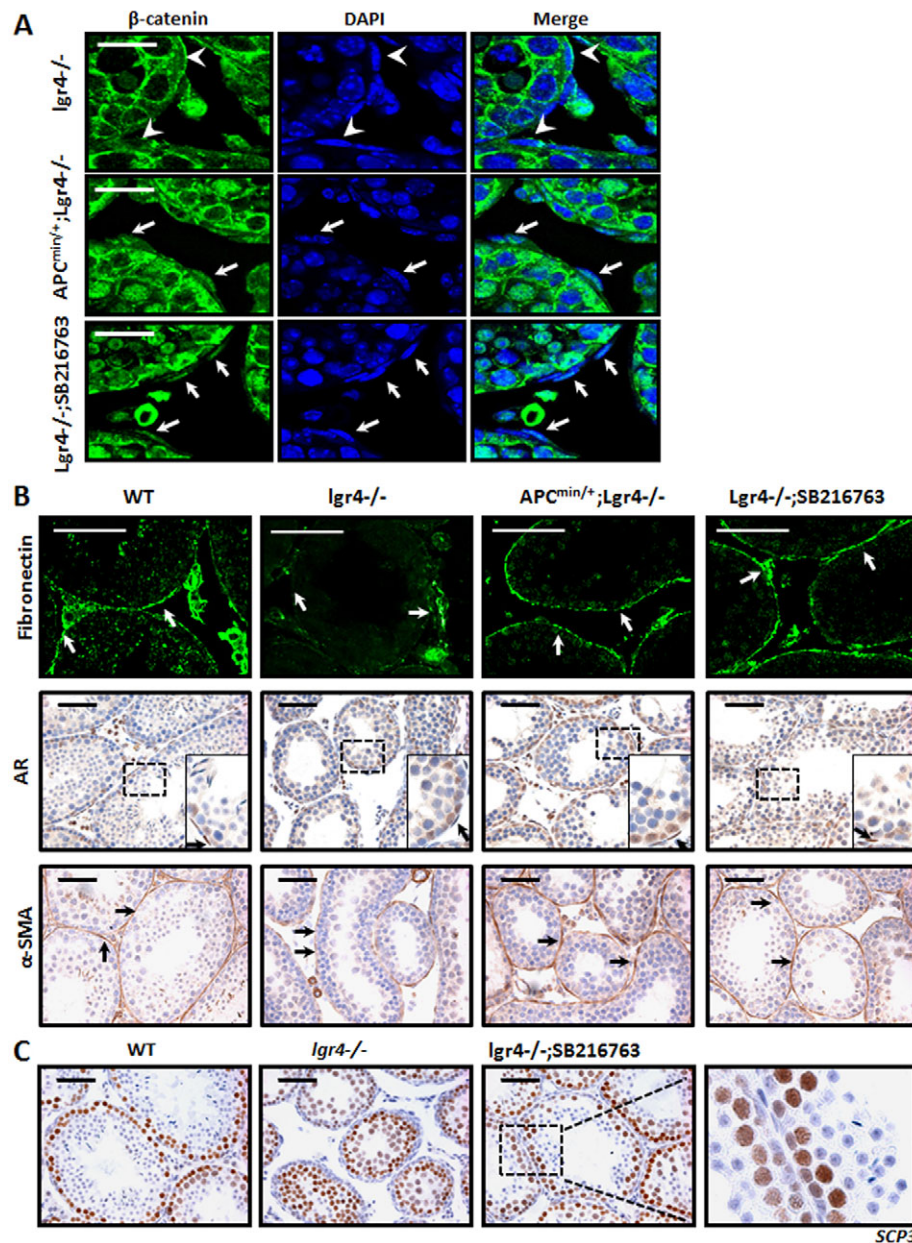 A
β-catenin DAPI Merge
lgr4-/-
APCmin/+;Lgr4-/-
Lgr4-/-;SB216763
B
WT lgr4-/- APCmin/+;Lgr4-/- Lgr4-/-;SB216763
Fibronectin
AR
α-SMA
C
WT lgr4-/- lgr4-/-;SB216763
SCP3